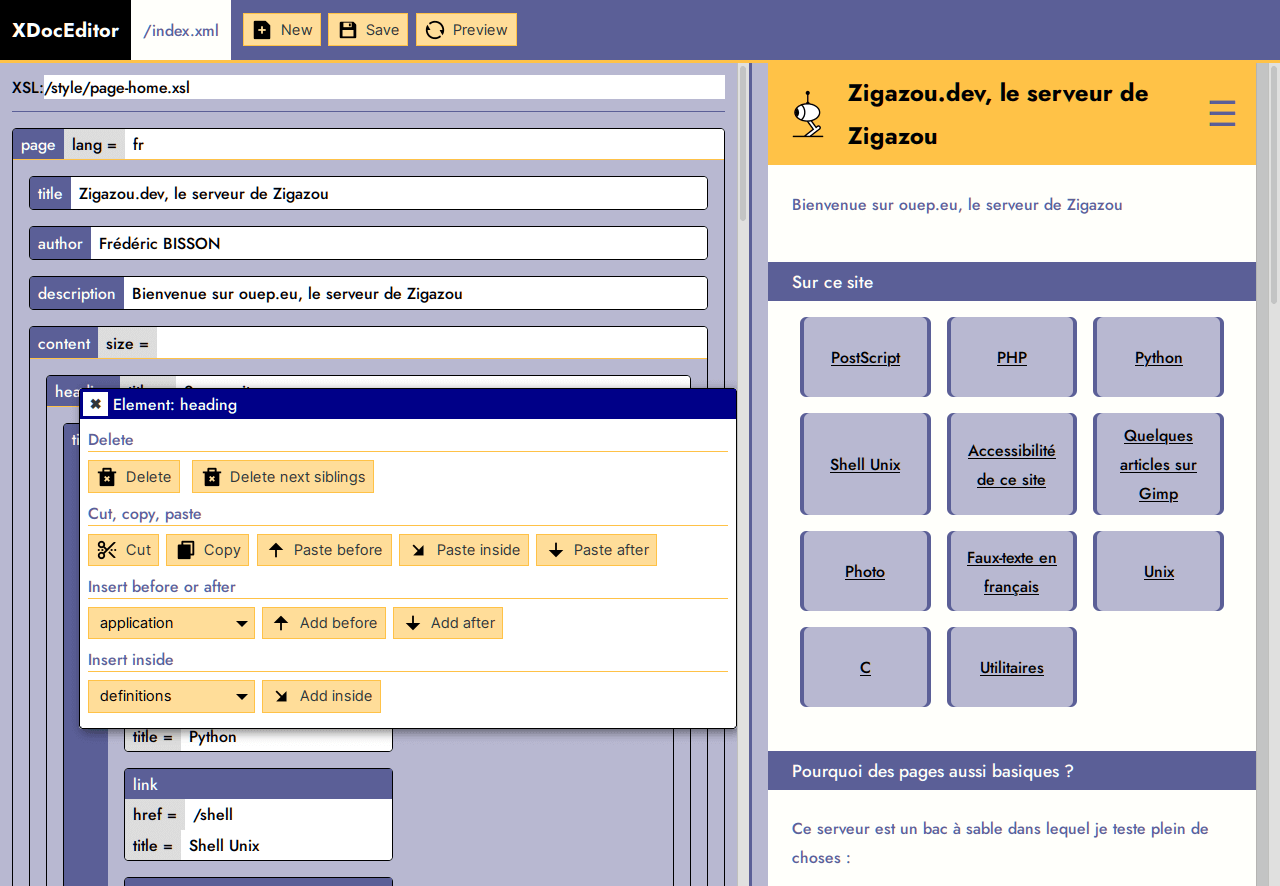 XDocEditor
/index.xml
New
Save
Preview
XSL:/style/page-home.xsl
page lang = fr
title Zigazou.dev, le serveur de Zigazou
author Frédéric BISSON
description Bienvenue sur ouep.eu, le serveur de Zigazou
content size =
Element: heading
Delete
Delete
Delete next siblings
Cut, copy, paste
Cut
Copy
Paste before
Paste inside
Paste after
Insert before or after
application
Add before
Add after
Insert inside
definitions
Add inside
title = Python
link
href = /shell
title = Shell Unix
Zigazou.dev, le serveur de
Zigazou
Bienvenue sur ouep.eu, le serveur de Zigazou
Sur ce site
PostScript
PHP
Python
Shell Unix
Accessibilité
de ce site
Quelques
articles sur
Gimp
Photo
Faux-texte en
français
Unix
C
Utilitaires
Pourquoi des pages aussi basiques ?
Ce serveur est un bac à sable dans lequel je teste plein de
choses :